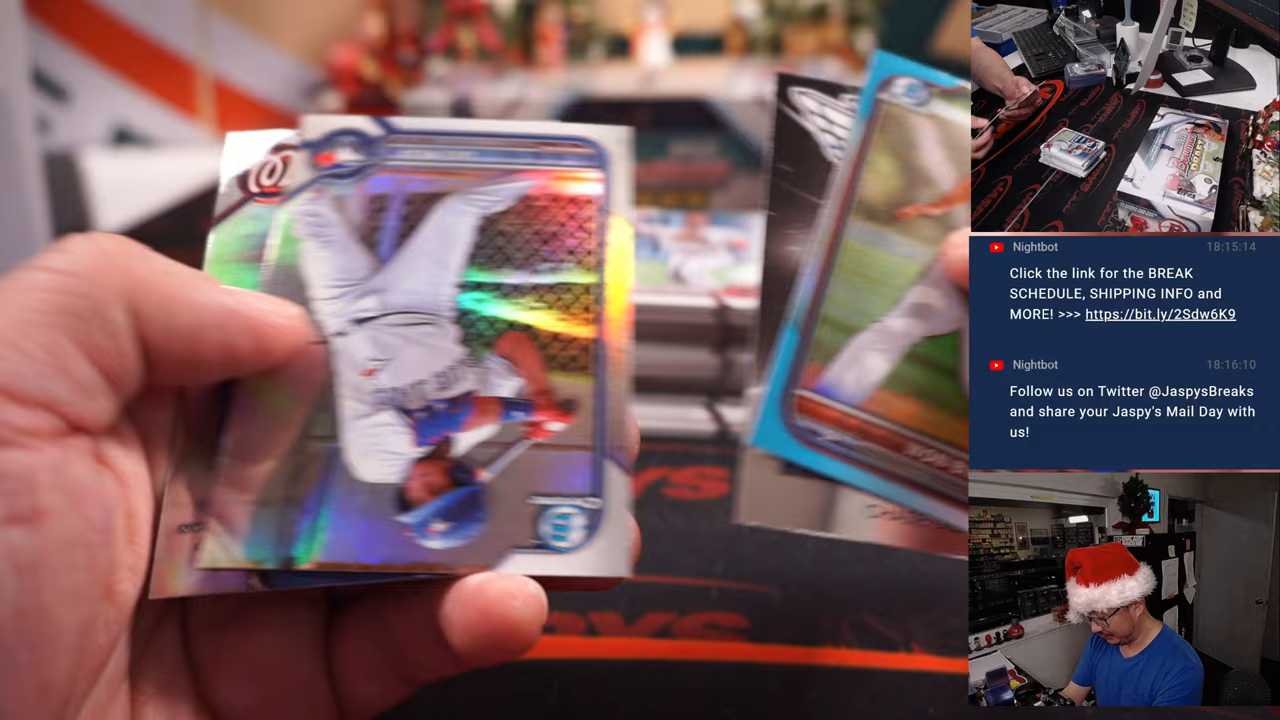 Nightbot
18:15:14
Click the link for the BREAK
SCHEDULE, SHIPPING INFO and
MORE! >>> https://bit.ly/2Sdw6K9
Nightbot
18:16:10
Follow us on Twitter @JaspysBreaks
and share your Jaspy's Mail Day with
us!